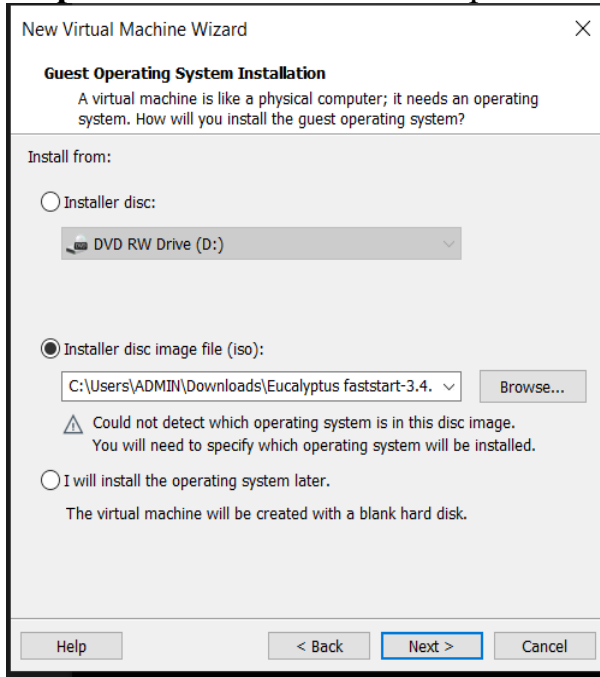 New Virtual Machine Wizard
Guest Operating System Installation
A virtual machine is like a physical computer; it needs an operating
system. How will you install the guest operating system?
Install from:
Installer disc:
DVD RW Drive (D:)
Installer disc image file (iso):
C:\Users\ADMIN\Downloads\Eucalyptus faststart-3.4.
Browse...
Could not detect which operating system is in this disc image.
You will need to specify which operating system will be installed.
I will install the operating system later.
The virtual machine will be created with a blank hard disk.
Help
< Back
Next >
Cancel